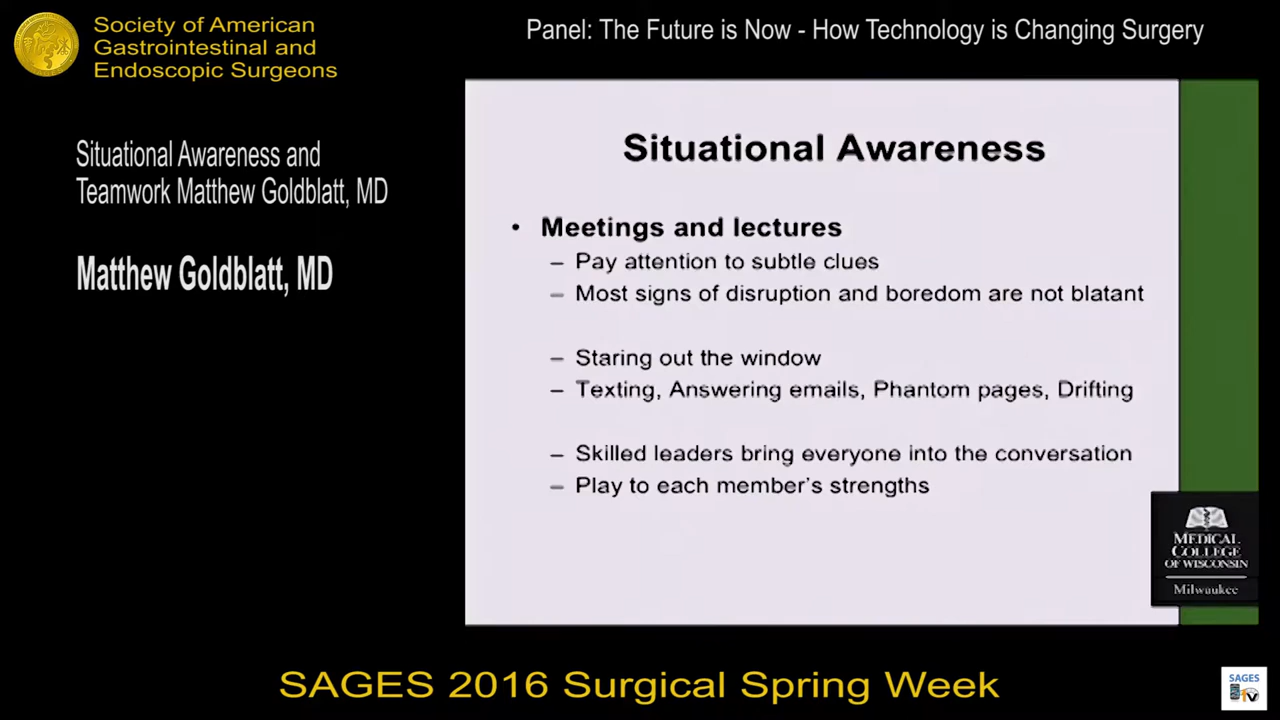 Society of American
Gastrointestinal and
Endoscopic Surgeons
Panel: The Future is Now - How Technology is Changing Surgery
Situational Awareness and
Teamwork Matthew Goldblatt, MD
Matthew Goldblatt, MD
Situational Awareness
• Meetings and lectures
– Pay attention to subtle clues
– Most signs of disruption and boredom are not blatant
– Staring out the window
– Texting, Answering emails, Phantom pages, Drifting
– Skilled leaders bring everyone into the conversation
– Play to each member's strengths
MEDICAL
COLLEGE
OF WISCONSIN
Milwaukee
SAGES 2016 Surgical Spring Week
SAGES
TV